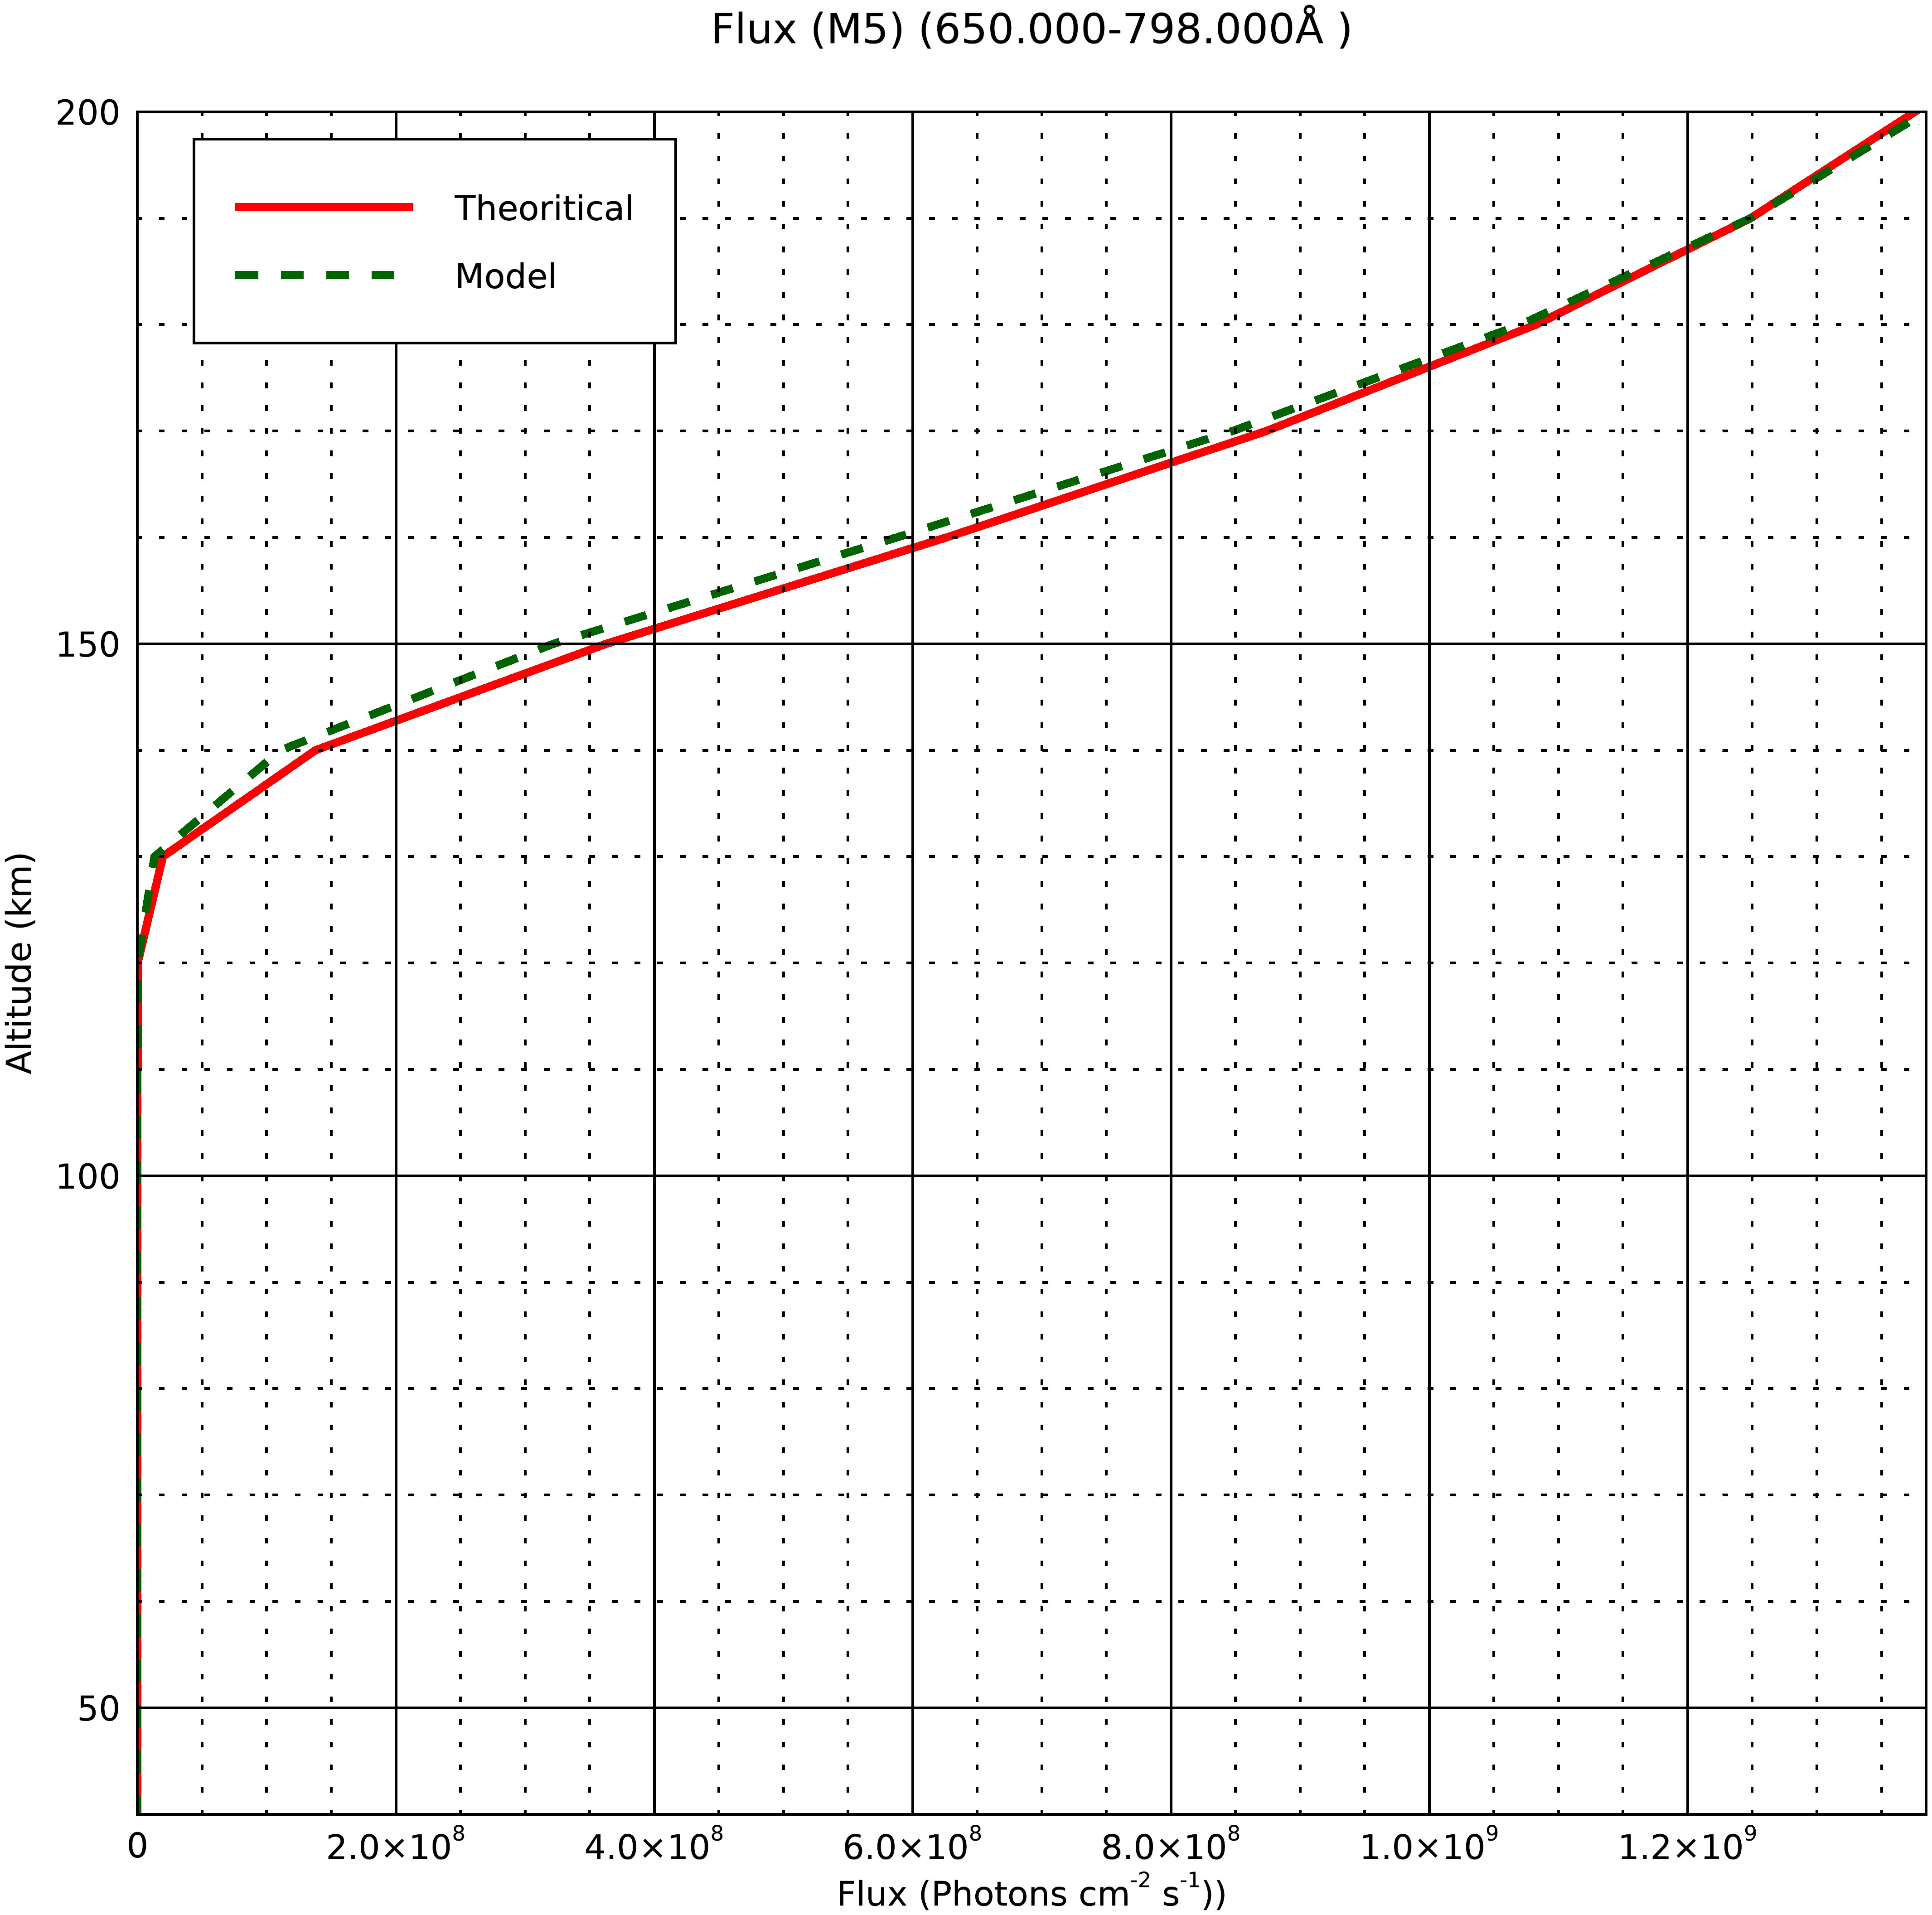 Flux (M5) (650.000-798.000Å )
200
Theoritical
Model
150
100
50
Altitude (km)
0 2.0×10⁸ 4.0×10⁸ 6.0×10⁸ 8.0×10⁸ 1.0×10⁹ 1.2×10⁹
Flux (Photons cm⁻² s⁻¹))